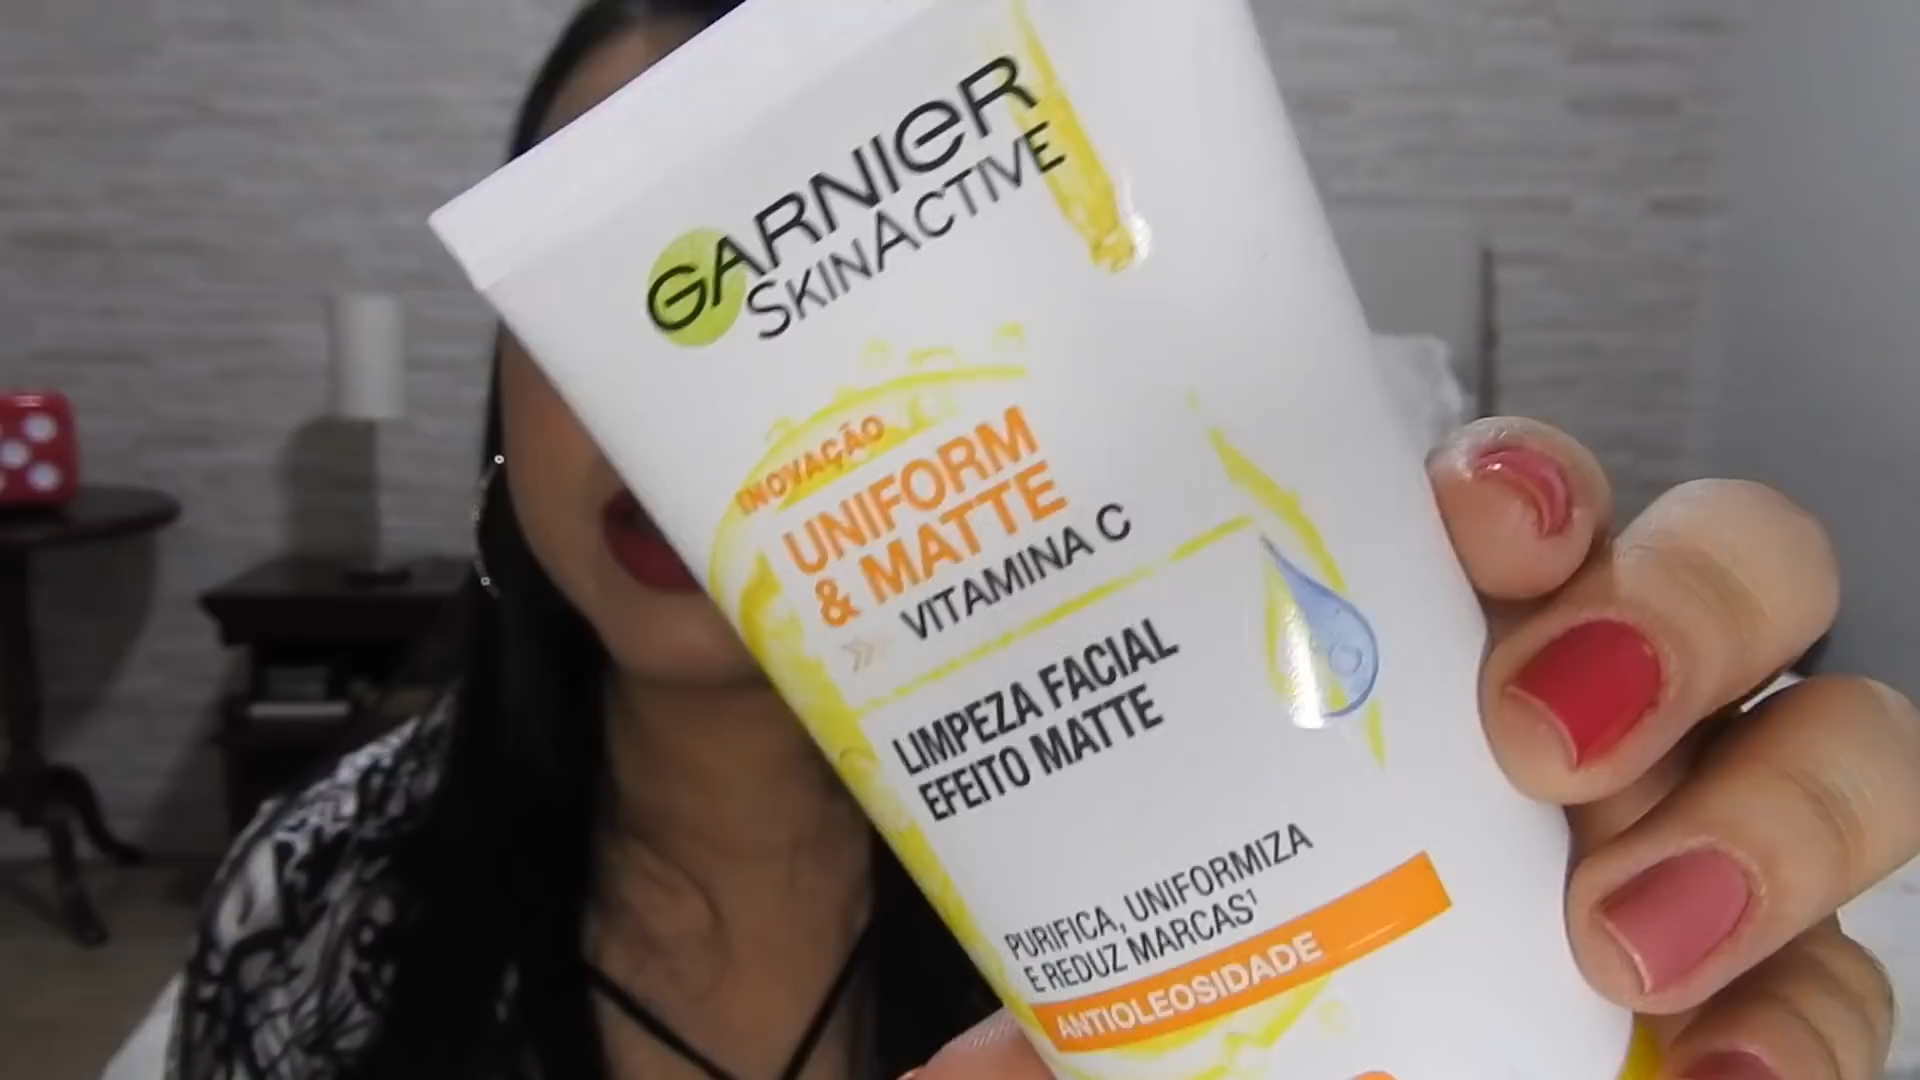 GARNIER
SKINACTIVE
INOVAÇÃO
UNIFORM
& MATTE
VITAMINA C
LIMPEZA FACIAL
EFEITO MATTE
PURIFICA, UNIFORMIZA
E REDUZ MARCAS¹
ANTIOLEOSIDADE